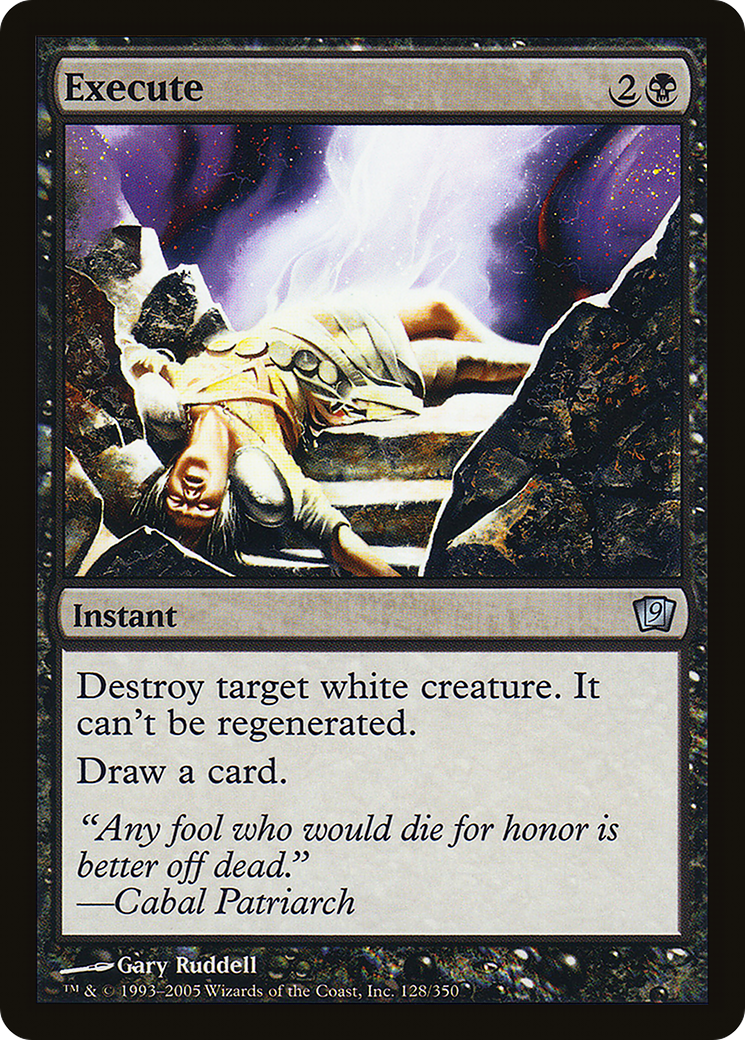 Execute 2
Instant 9
Destroy target white creature. It
can't be regenerated.
Draw a card.
“Any fool who would die for honor is
better off dead.”
—Cabal Patriarch
Gary Ruddell
™ & © 1993–2005 Wizards of the Coast, Inc. 128/350